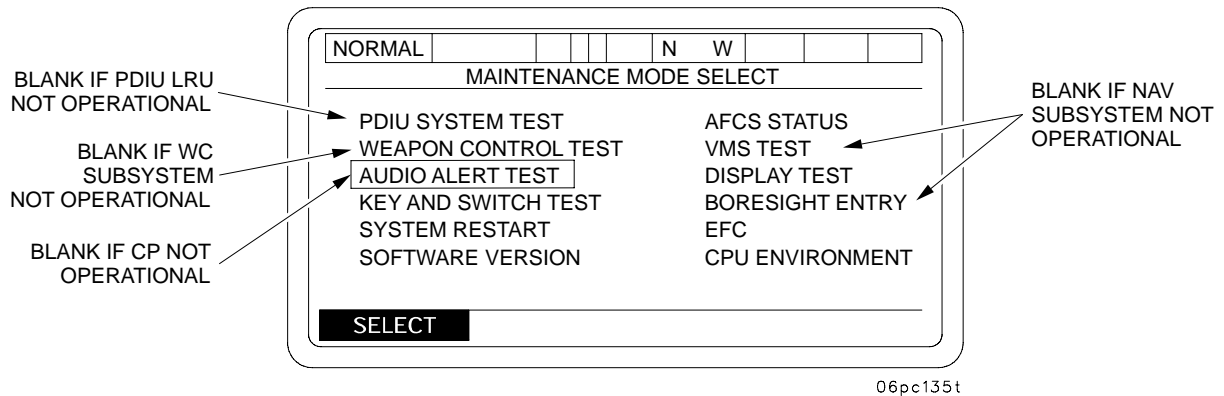 NORMAL N W
MAINTENANCE MODE SELECT
BLANK IF PDIU LRU
NOT OPERATIONAL
BLANK IF WC
SUBSYSTEM
NOT OPERATIONAL
BLANK IF CP NOT
OPERATIONAL
PDIU SYSTEM TEST
WEAPON CONTROL TEST
AUDIO ALERT TEST
KEY AND SWITCH TEST
SYSTEM RESTART
SOFTWARE VERSION
AFCS STATUS
VMS TEST
DISPLAY TEST
BORESIGHT ENTRY
EFC
CPU ENVIRONMENT
BLANK IF NAV
SUBSYSTEM NOT
OPERATIONAL
SELECT
06pc135t